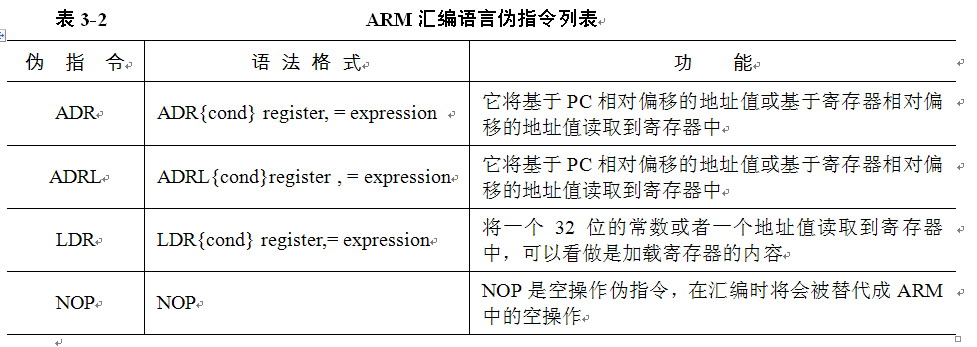 表 3-2 ARM 汇编语言伪指令列表
伪 指 令 语 法 格 式 功 能
ADR ADR{cond} register, = expression 它将基于 PC 相对偏移的地址值或基于寄存器相对偏
移的地址值读取到寄存器中
ADRL ADRL{cond}register , = expression 它将基于 PC 相对偏移的地址值或基于寄存器相对偏
移的地址值读取到寄存器中
LDR LDR{cond} register,= expression 将一个 32 位的常数或者一个地址值读取到寄存器
中，可以看做是加载寄存器的内容
NOP NOP NOP 是空操作伪指令，在汇编时将会被替代成 ARM
中的空操作